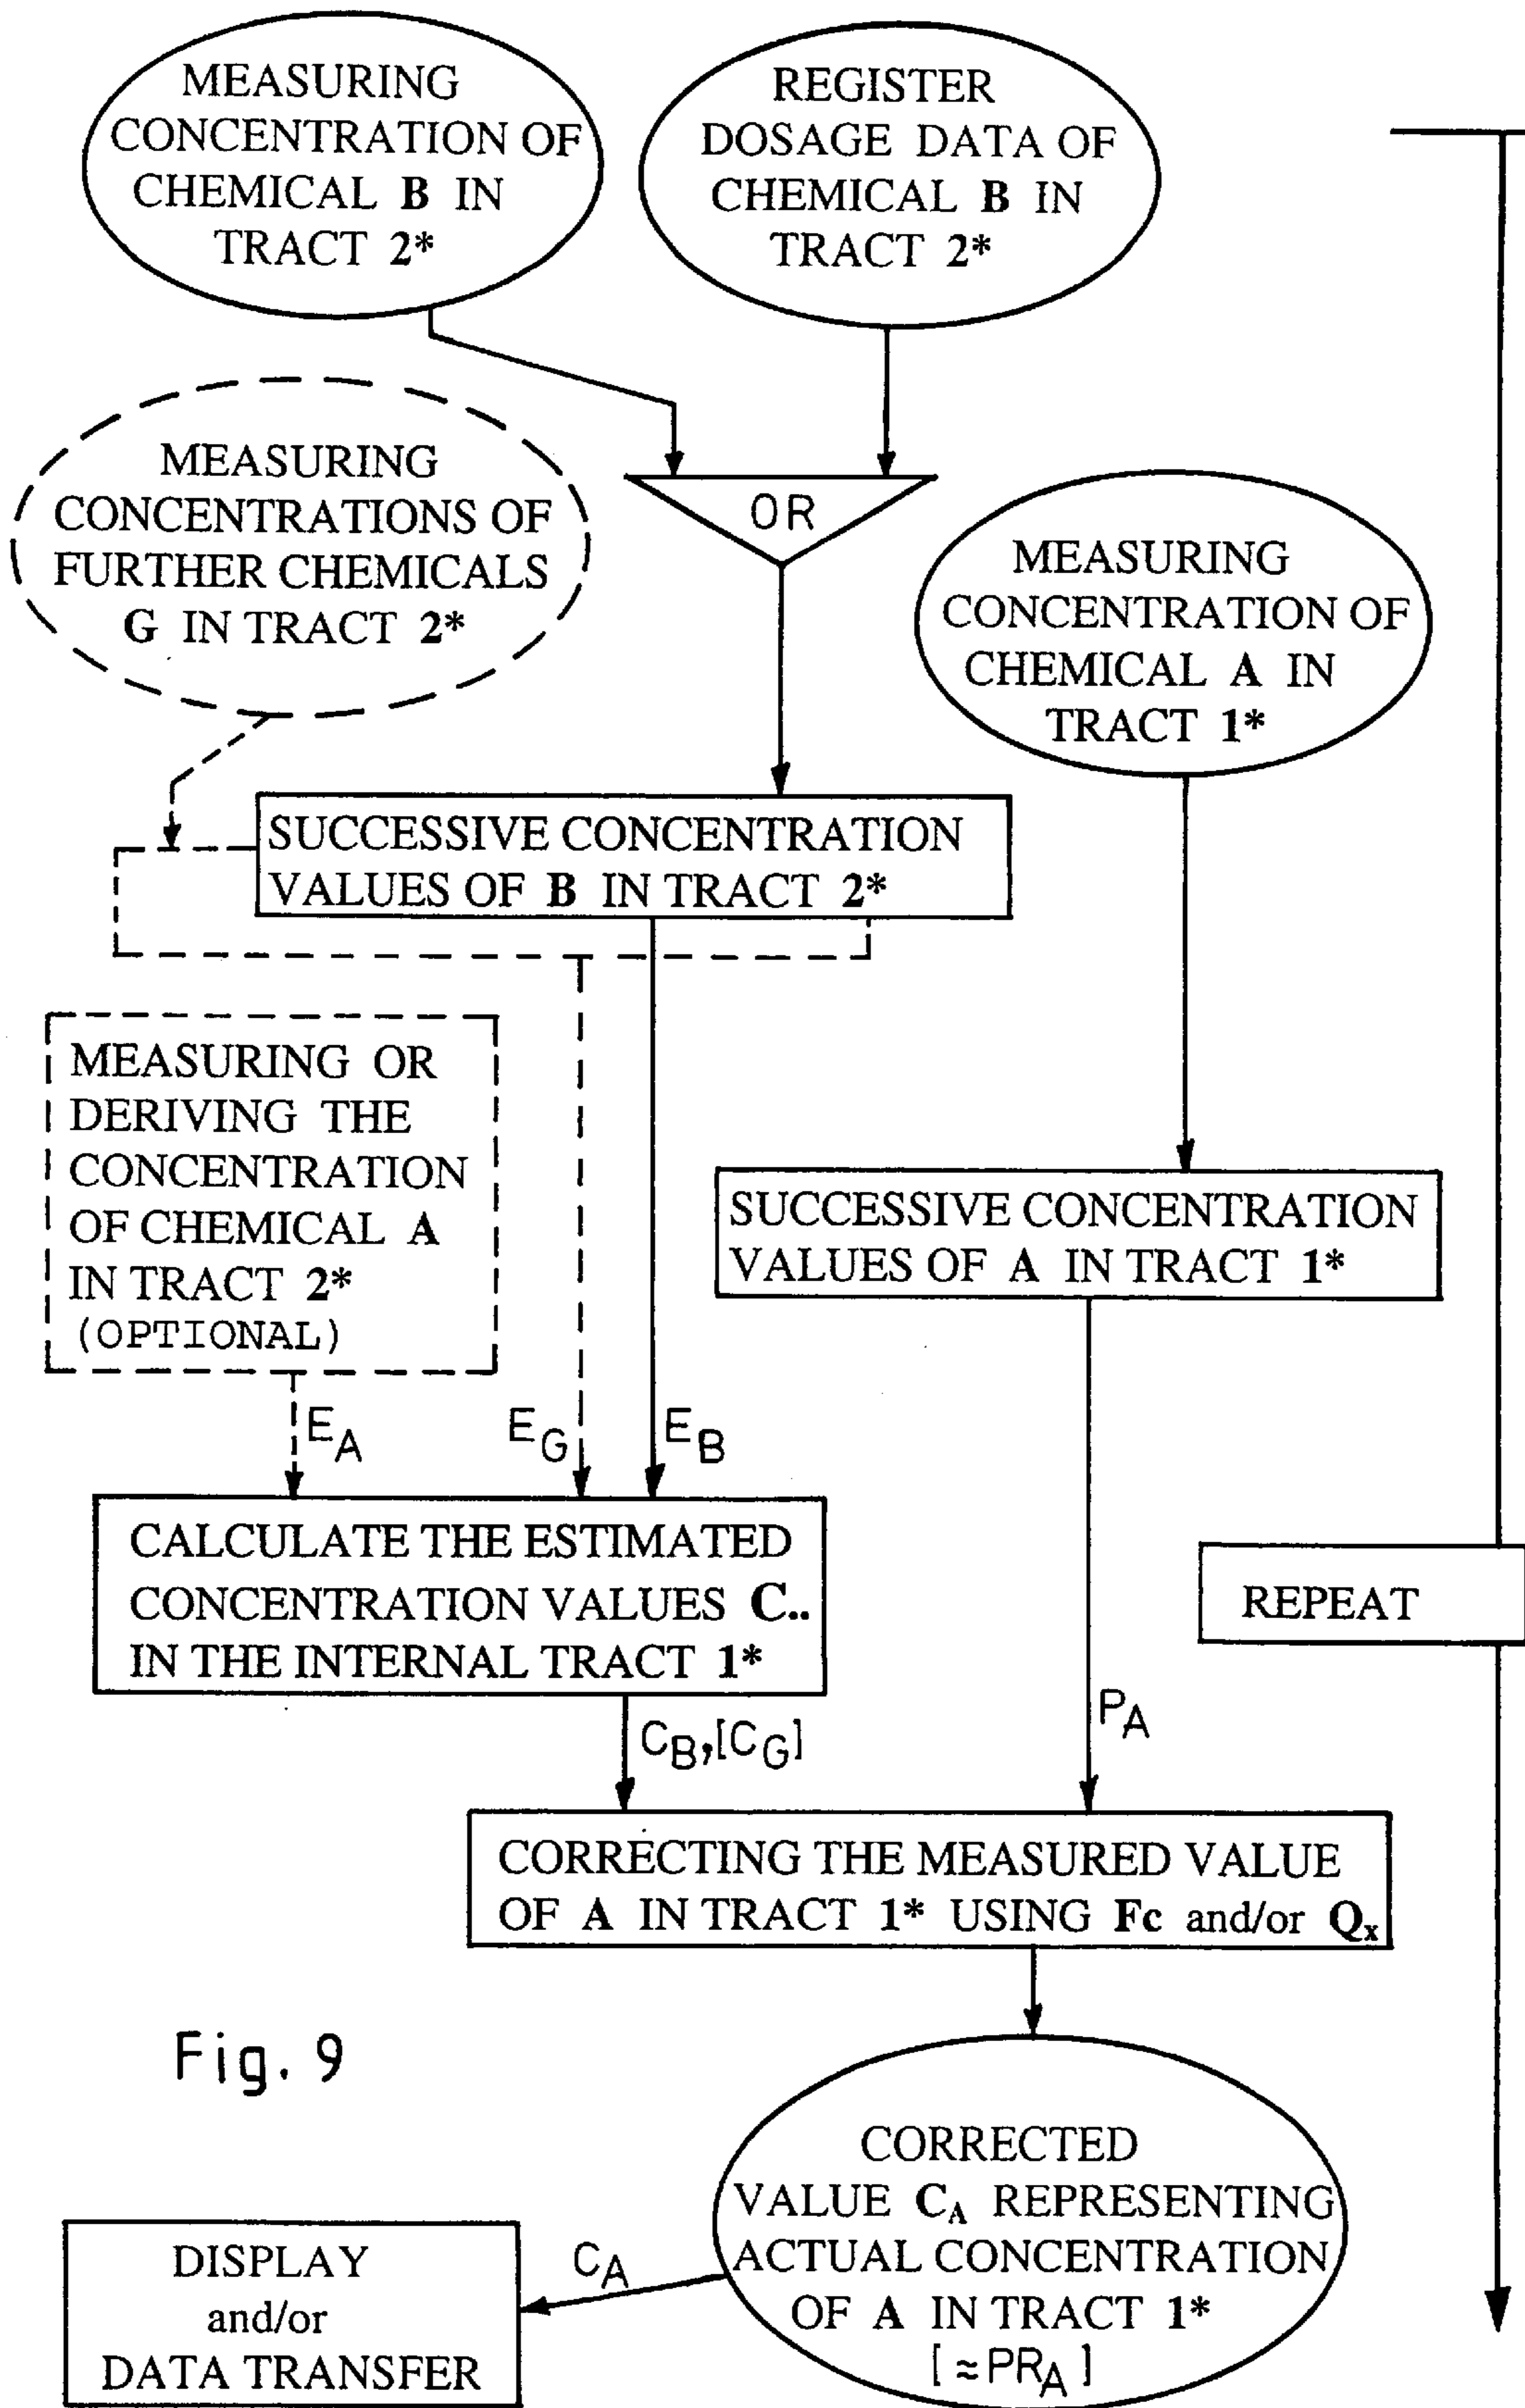 MEASURING
CONCENTRATION OF
CHEMICAL B IN
TRACT 2*
REGISTER
DOSAGE DATA OF
CHEMICAL B IN
TRACT 2*
MEASURING
CONCENTRATIONS OF
FURTHER CHEMICALS
G IN TRACT 2*
OR
MEASURING
CONCENTRATION OF
CHEMICAL A IN
TRACT 1*
SUCCESSIVE CONCENTRATION
VALUES OF B IN TRACT 2*
MEASURING OR
DERIVING THE
CONCENTRATION
OF CHEMICAL A
IN TRACT 2*
(OPTIONAL)
SUCCESSIVE CONCENTRATION
VALUES OF A IN TRACT 1*
EA
EG
EB
CALCULATE THE ESTIMATED
CONCENTRATION VALUES C..
IN THE INTERNAL TRACT 1*
REPEAT
CB,[CG]
PA
CORRECTING THE MEASURED VALUE
OF A IN TRACT 1* USING Fc and/or Qx
Fig. 9
CORRECTED
VALUE CA REPRESENTING
ACTUAL CONCENTRATION
OF A IN TRACT 1*
[≈PRA]
CA
DISPLAY
and/or
DATA TRANSFER